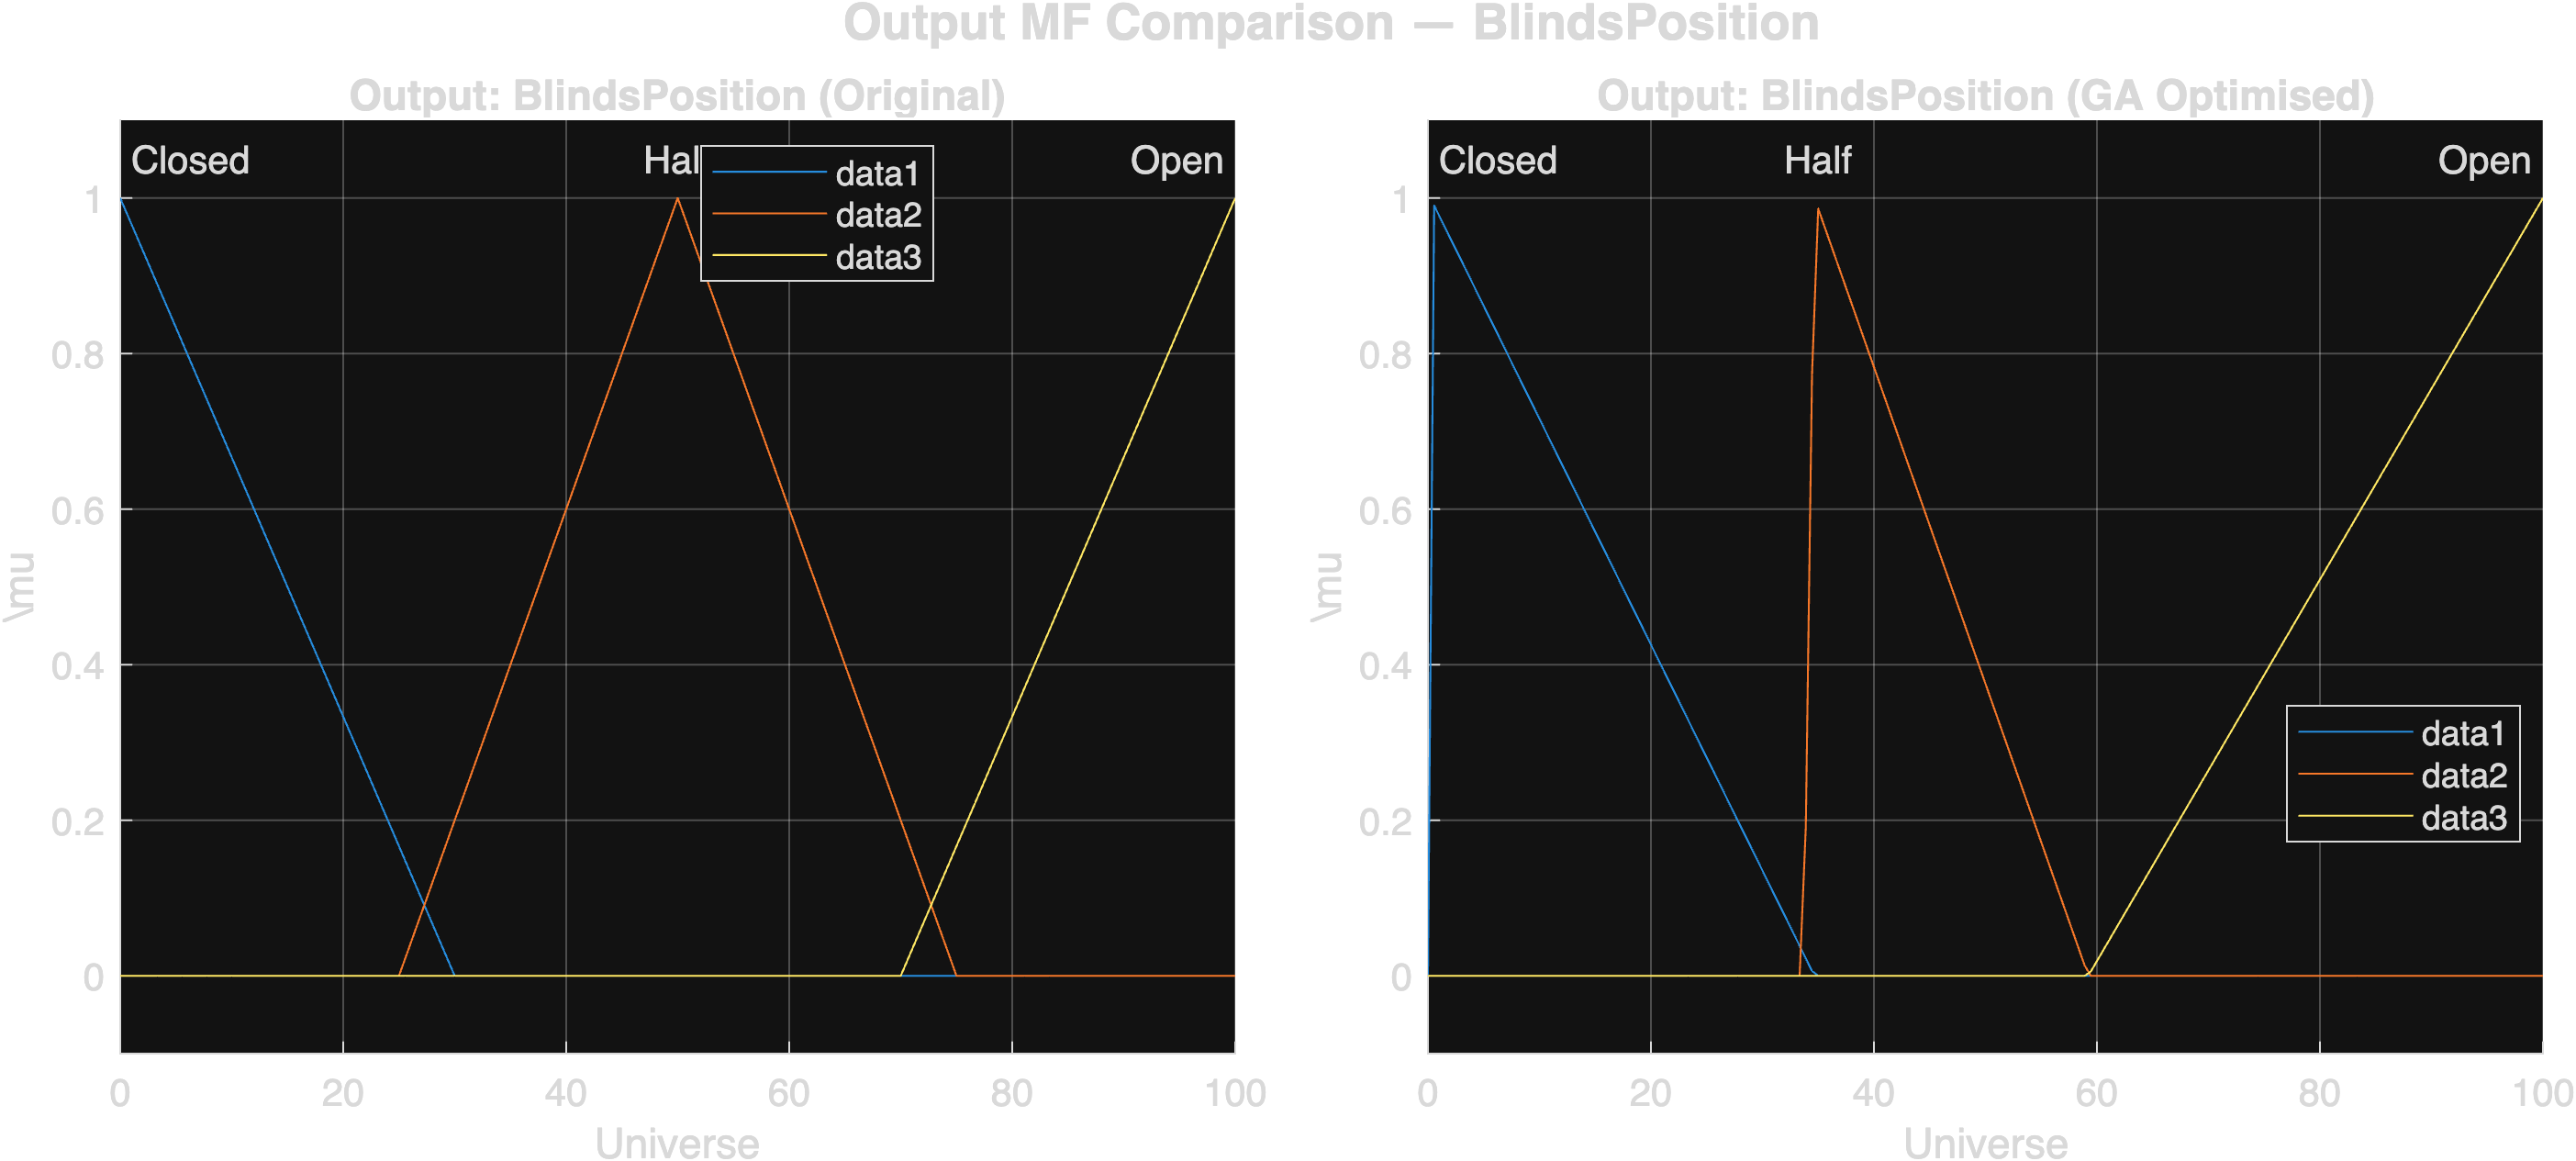 Output MF Comparison — BlindsPosition
Output: BlindsPosition (Original)
Closed
Hal
Open
data1
data2
data3
1
0.8
0.6
0.4
0.2
0
\mu
0
20
40
60
80
100
Universe
Output: BlindsPosition (GA Optimised)
Closed
Half
Open
1
0.8
0.6
0.4
0.2
0
\mu
data1
data2
data3
0
20
40
60
80
100
Universe